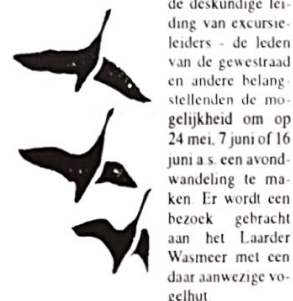 de deskundige lei-
ding van excursie-
leiders - de leden
van de gewestraad
en andere belang-
stellenden de mo-
gelijkheid om op
24 mei, 7 juni of 16
juni a.s. een avond-
wandeling te ma-
ken. Er wordt een
bezoek gebracht
aan het Laarder
Wasmeer met een
daar aanwezige vo-
gelhut.